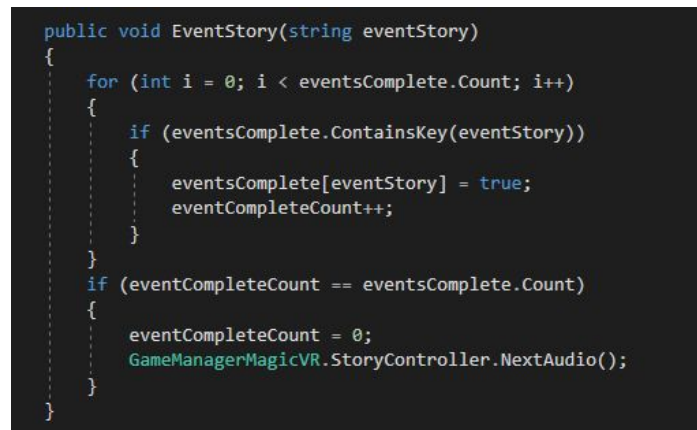 public void EventStory(string eventStory)
{
for (int i = 0; i < eventsComplete.Count; i++)
{
if (eventsComplete.ContainsKey(eventStory))
{
eventsComplete[eventStory] = true;
eventCompleteCount++;
}
}
if (eventCompleteCount == eventsComplete.Count)
{
eventCompleteCount = 0;
GameManagerMagicVR.StoryController.NextAudio();
}
}